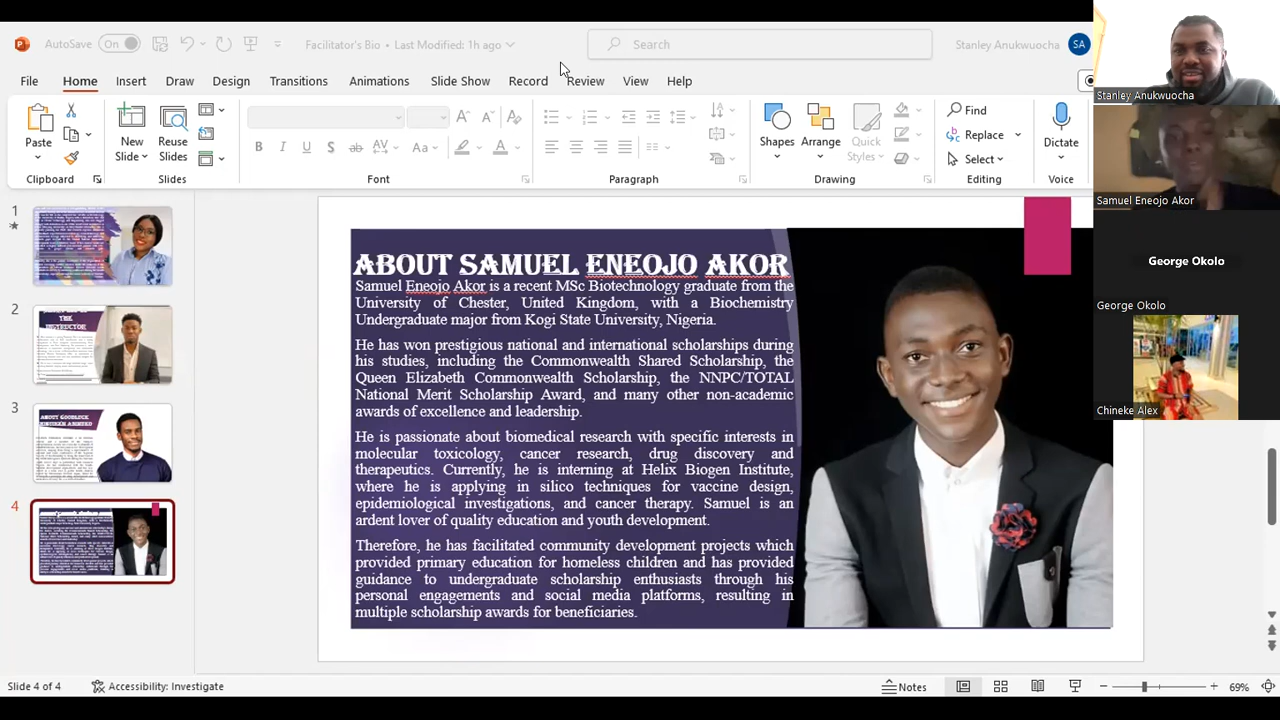 AutoSave On
Facilitator's Bio • Last Modified: 1h ago
Search
Stanley Anukwuocha SA
File Home Insert Draw Design Transitions Animations Slide Show Record Review View Help
Paste
New Slide
Reuse Slides
Shapes
Arrange
Quick Styles
Find
Replace
Select
Dictate
Clipboard Slides Font Paragraph Drawing Editing Voice
1
2
3
4
ABOUT SAMUEL ENEOJO AKOR
Samuel Eneojo Akor is a recent MSc Biotechnology graduate from the
University of Chester, United Kingdom, with a Biochemistry
Undergraduate major from Kogi State University, Nigeria.
He has won prestigious national and international scholarships during
his studies, including the Commonwealth Shared Scholarship, the
Queen Elizabeth Commonwealth Scholarship, the NNPC/TOTAL
National Merit Scholarship Award, and many other non-academic
awards of excellence and leadership.
He is passionate about biomedical research with specific interests in
molecular toxicology, cancer research, drug discovery and
therapeutics. Currently, he is interning at Helix Biogen Institute,
where he is applying in silico techniques for vaccine design,
epidemiological investigations, and cancer therapy. Samuel is an
ardent lover of quality education and youth development.
Therefore, he has facilitated community development projects which
provided primary education for homeless children and has provided
guidance to undergraduate scholarship enthusiasts through his
personal engagements and social media platforms, resulting in
multiple scholarship awards for beneficiaries.
Stanley Anukwuocha
Samuel Eneojo Akor
George Okolo
George Okolo
Chineke Alex
Slide 4 of 4 Accessibility: Investigate Notes 69%